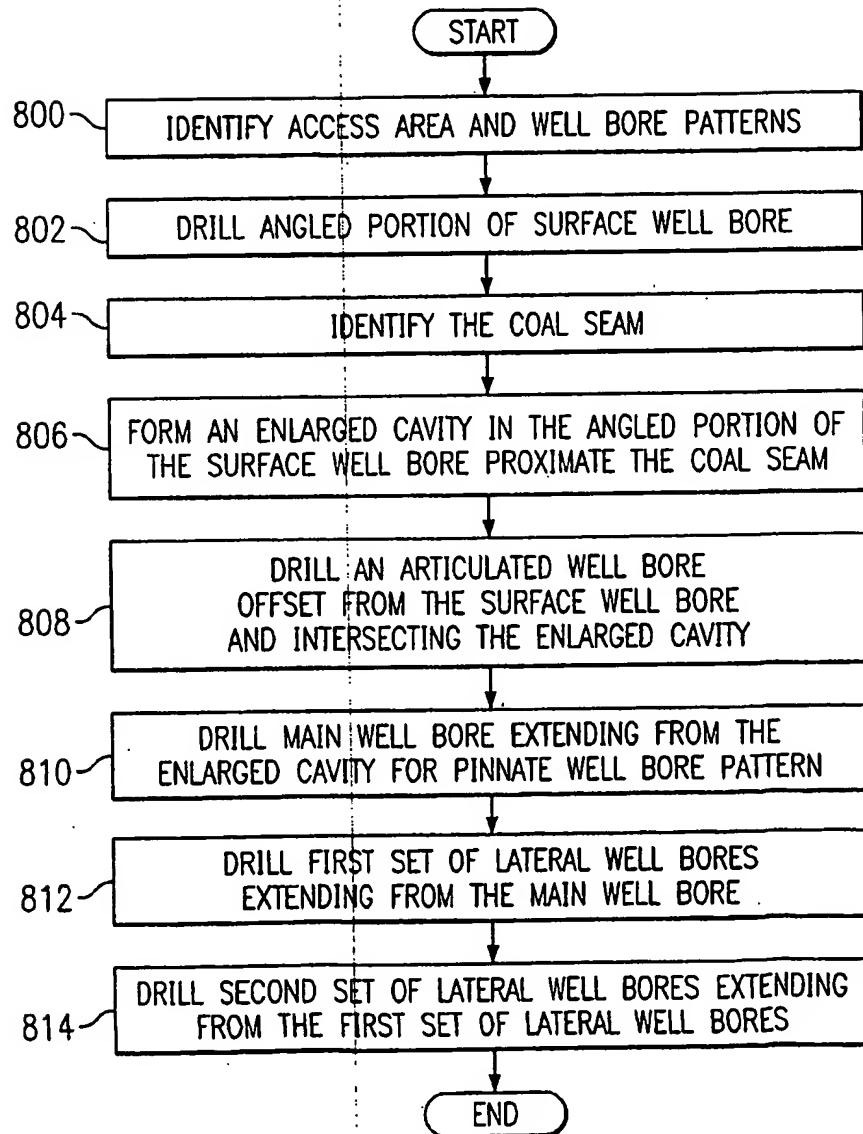 START
800
IDENTIFY ACCESS AREA AND WELL BORE PATTERNS
802
DRILL ANGLED PORTION OF SURFACE WELL BORE
804
IDENTIFY THE COAL SEAM
806
FORM AN ENLARGED CAVITY IN THE ANGLED PORTION OF
THE SURFACE WELL BORE PROXIMATE THE COAL SEAM
808
DRILL AN ARTICULATED WELL BORE
OFFSET FROM THE SURFACE WELL BORE
AND INTERSECTING THE ENLARGED CAVITY
810
DRILL MAIN WELL BORE EXTENDING FROM THE
ENLARGED CAVITY FOR PINNATE WELL BORE PATTERN
812
DRILL FIRST SET OF LATERAL WELL BORES
EXTENDING FROM THE MAIN WELL BORE
814
DRILL SECOND SET OF LATERAL WELL BORES EXTENDING
FROM THE FIRST SET OF LATERAL WELL BORES
END